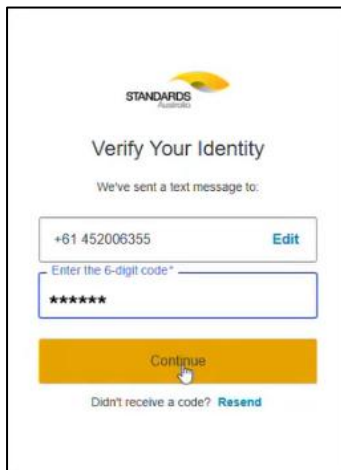 STANDARDS
Australia
Verify Your Identity
We've sent a text message to:
+61 452006355 Edit
Enter the 6-digit code*
******
Continue
Didn't receive a code? Resend